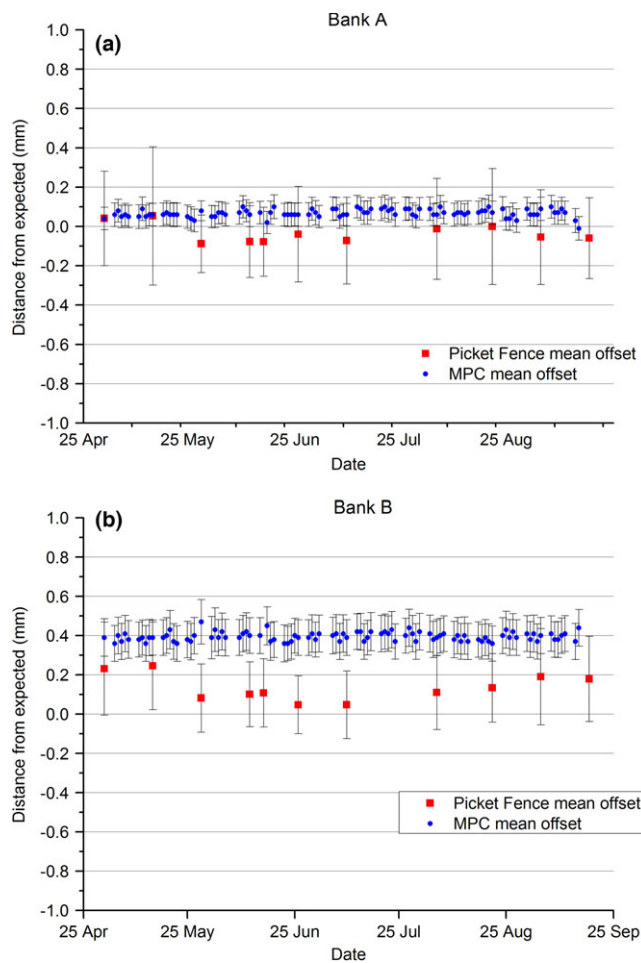 Bank A
(a)
1.0
0.8
0.6
0.4
0.2
0.0
-0.2
-0.4
-0.6
-0.8
-1.0
Distance from expected (mm)
Picket Fence mean offset
MPC mean offset
25 Apr 25 May 25 Jun 25 Jul 25 Aug
Date
Bank B
(b)
1.0
0.8
0.6
0.4
0.2
0.0
-0.2
-0.4
-0.6
-0.8
-1.0
Distance from expected (mm)
Picket Fence mean offset
MPC mean offset
25 Apr 25 May 25 Jun 25 Jul 25 Aug 25 Sep
Date